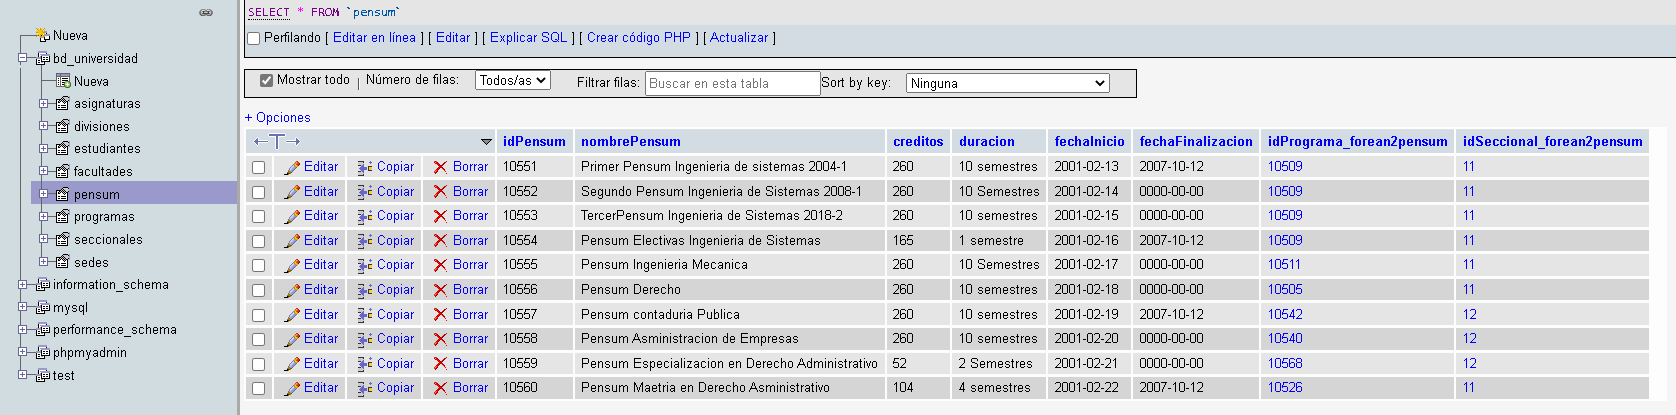 SELECT * FROM `pensum`
Perfilando [ Editar en línea ] [ Editar ] [ Explicar SQL ] [ Crear código PHP ] [ Actualizar ]
Mostrar todo | Número de filas: Todos/as Filtrar filas: Buscar en esta tabla Sort by key: Ninguna
+ Opciones
idPensum nombrePensum creditos duracion fechaInicio fechaFinalizacion idPrograma_forean2pensum idSeccional_forean2pensum
Editar Copiar Borrar 10551 Primer Pensum Ingenieria de sistemas 2004-1 260 10 semestres 2001-02-13 2007-10-12 10509 11
Editar Copiar Borrar 10552 Segundo Pensum Ingenieria de Sistemas 2008-1 260 10 Semestres 2001-02-14 0000-00-00 10509 11
Editar Copiar Borrar 10553 TercerPensum Ingenieria de Sistemas 2018-2 260 10 semestres 2001-02-15 0000-00-00 10509 11
Editar Copiar Borrar 10554 Pensum Electivas Ingenieria de Sistemas 165 1 semestre 2001-02-16 2007-10-12 10509 11
Editar Copiar Borrar 10555 Pensum Ingenieria Mecanica 260 10 Semestres 2001-02-17 0000-00-00 10511 11
Editar Copiar Borrar 10556 Pensum Derecho 260 10 semestres 2001-02-18 0000-00-00 10505 11
Editar Copiar Borrar 10557 Pensum contaduria Publica 260 10 semestres 2001-02-19 2007-10-12 10542 12
Editar Copiar Borrar 10558 Pensum Asministracion de Empresas 260 10 semestres 2001-02-20 0000-00-00 10540 12
Editar Copiar Borrar 10559 Pensum Especializacion en Derecho Administrativo 52 2 Semestres 2001-02-21 0000-00-00 10568 12
Editar Copiar Borrar 10560 Pensum Maetria en Derecho Asministrativo 104 4 semestres 2001-02-22 2007-10-12 10526 11
Nueva
bd_universidad
Nueva
asignaturas
divisiones
estudiantes
facultades
pensum
programas
seccionales
sedes
information_schema
mysql
performance_schema
phpmyadmin
test